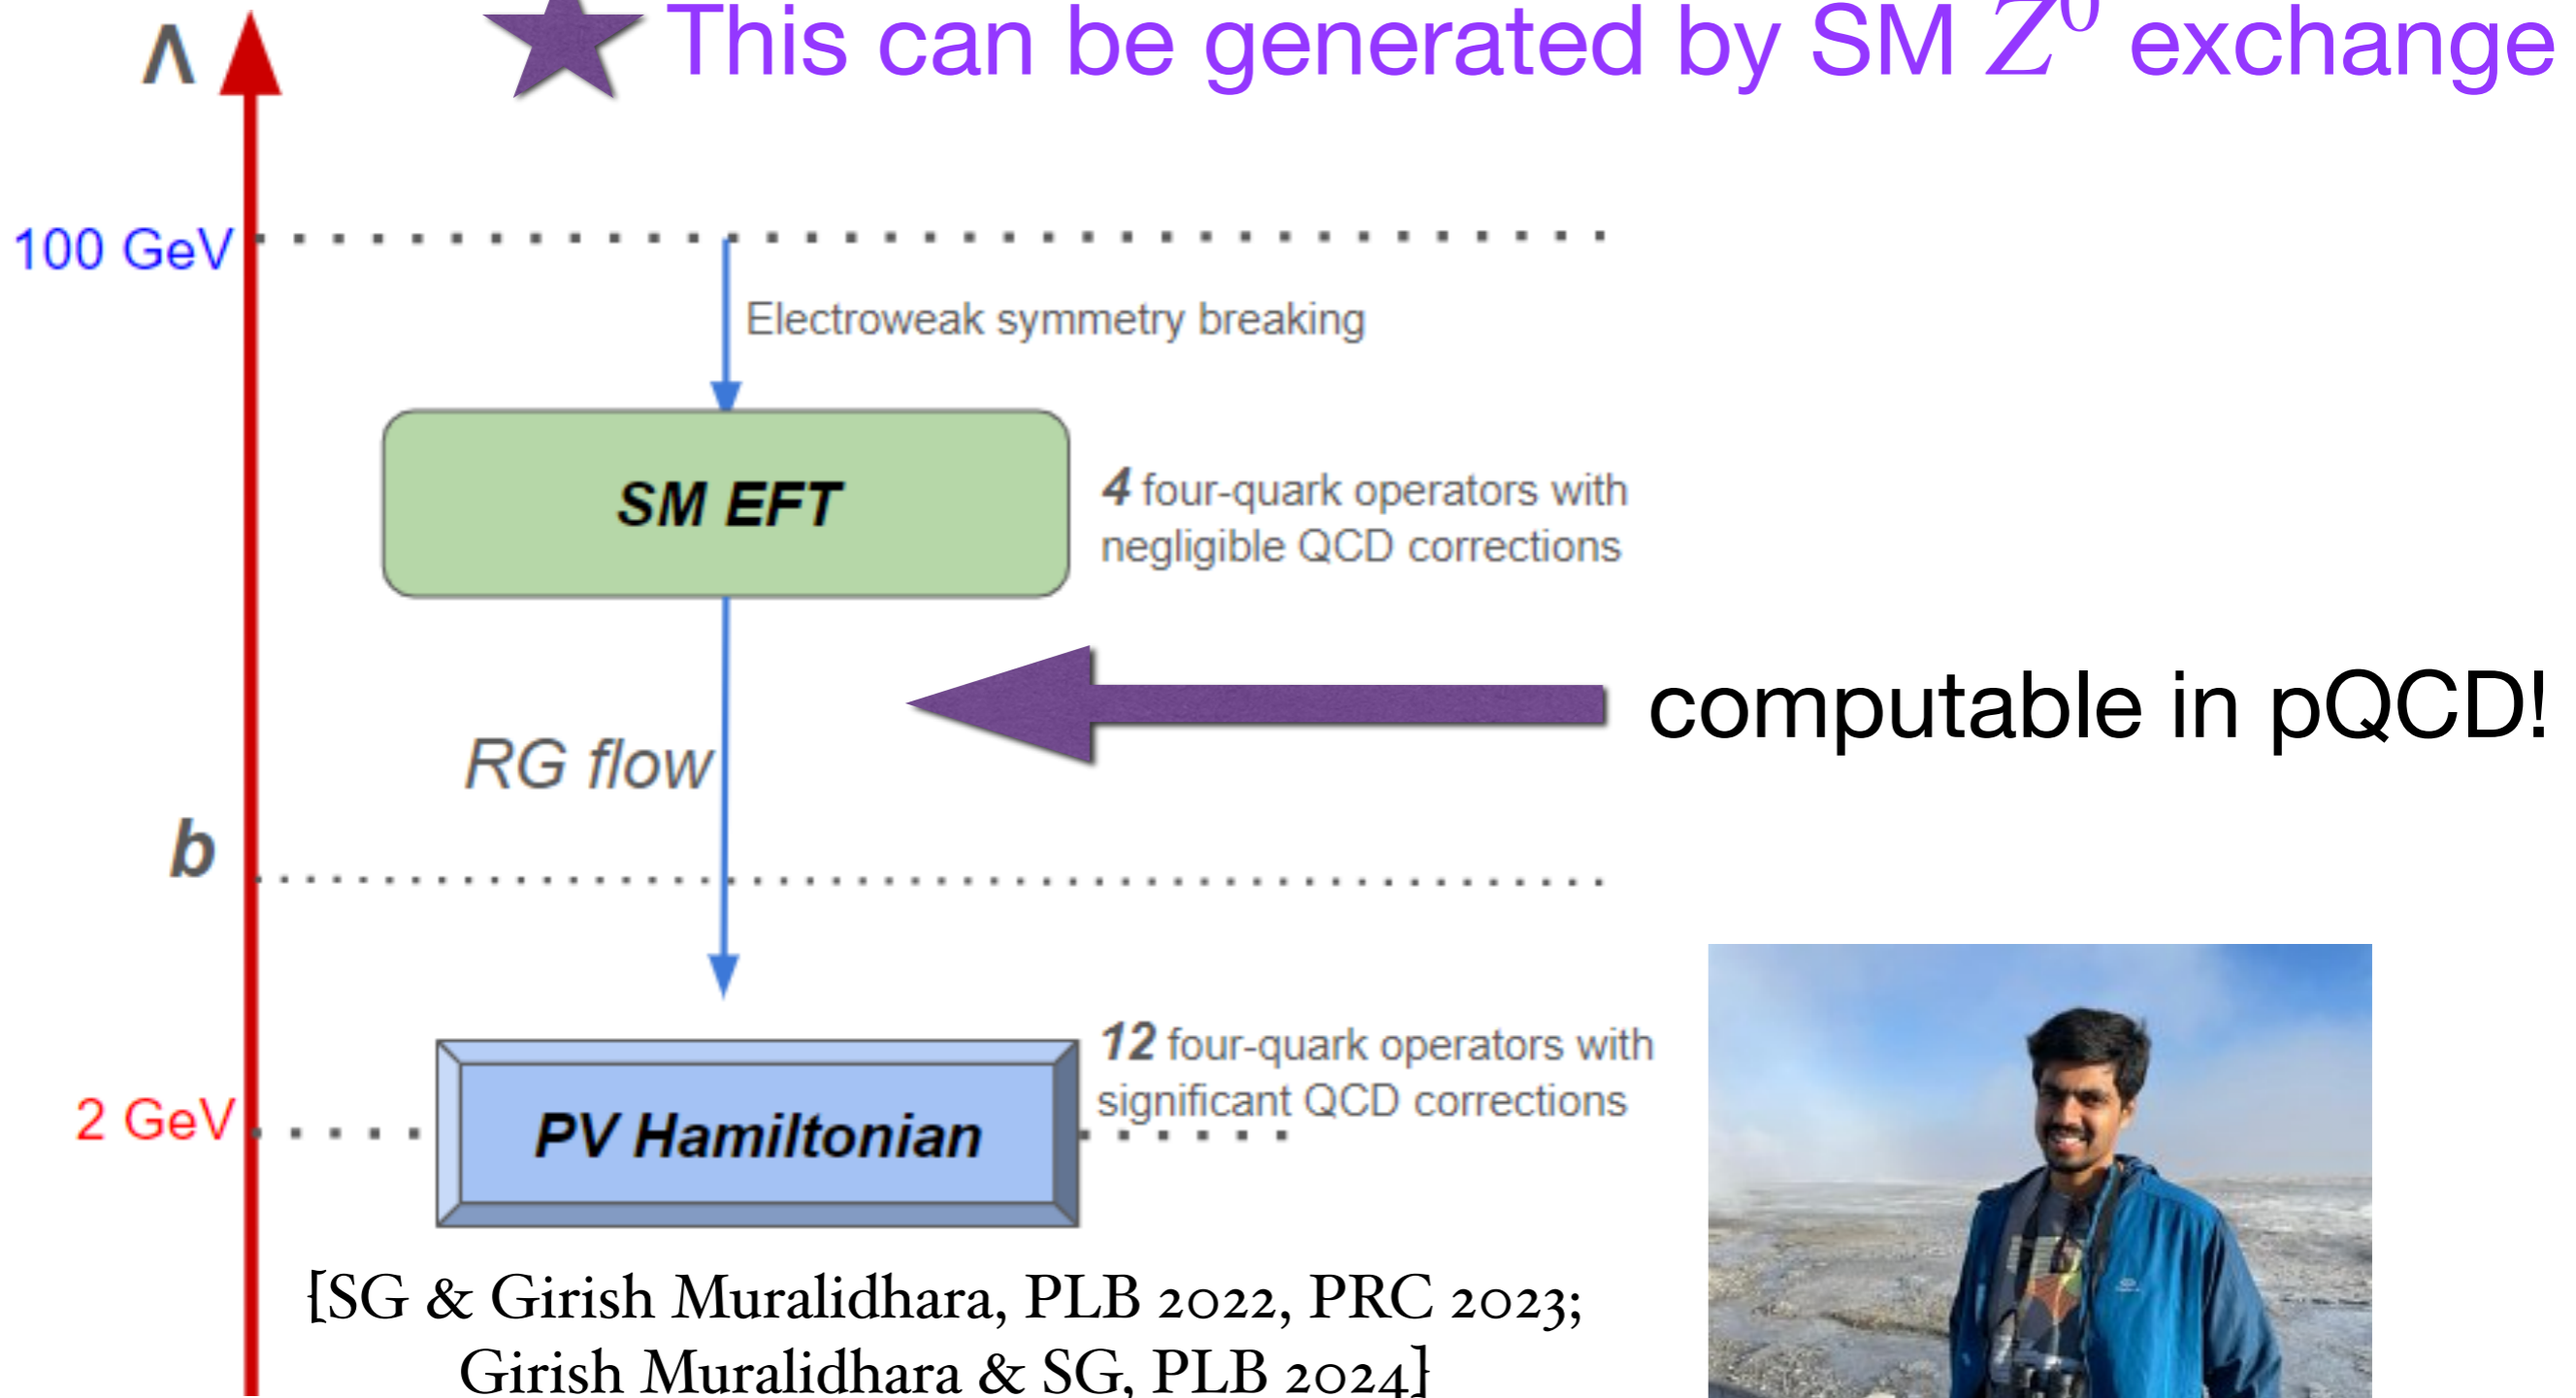 Λ
This can be generated by SM Z⁰ exchange
100 GeV
Electroweak symmetry breaking
SM EFT
4 four-quark operators with
negligible QCD corrections
computable in pQCD!
RG flow
b
12 four-quark operators with
significant QCD corrections
2 GeV
PV Hamiltonian
[SG & Girish Muralidhara, PLB 2022, PRC 2023;
Girish Muralidhara & SG, PLB 2024]